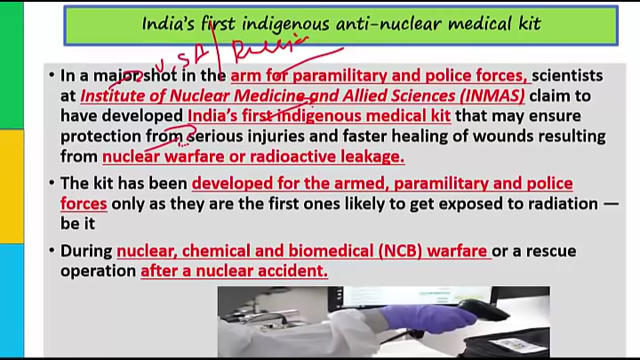 India's first indigenous anti-nuclear medical kit
U.SA/Russia
In a major shot in the arm for paramilitary and police forces, scientists
at Institute of Nuclear Medicine and Allied Sciences (INMAS) claim to
have developed India's first indigenous medical kit that may ensure
protection from serious injuries and faster healing of wounds resulting
from nuclear warfare or radioactive leakage.
The kit has been developed for the armed, paramilitary and police
forces only as they are the first ones likely to get exposed to radiation —
be it
During nuclear, chemical and biomedical (NCB) warfare or a rescue
operation after a nuclear accident.